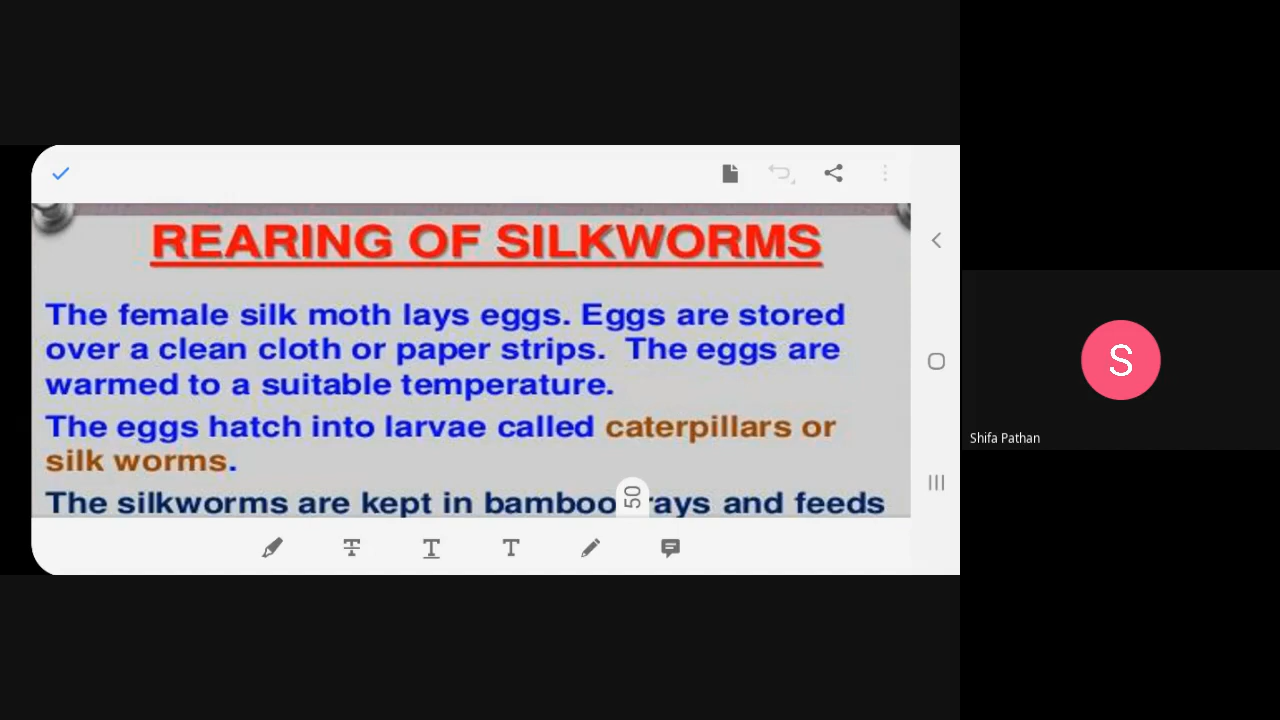 REARING OF SILKWORMS
The female silk moth lays eggs. Eggs are stored
over a clean cloth or paper strips. The eggs are
warmed to a suitable temperature.
The eggs hatch into larvae called caterpillars or
silk worms.
The silkworms are kept in bamboo rays and feeds
50
S
Shifa Pathan